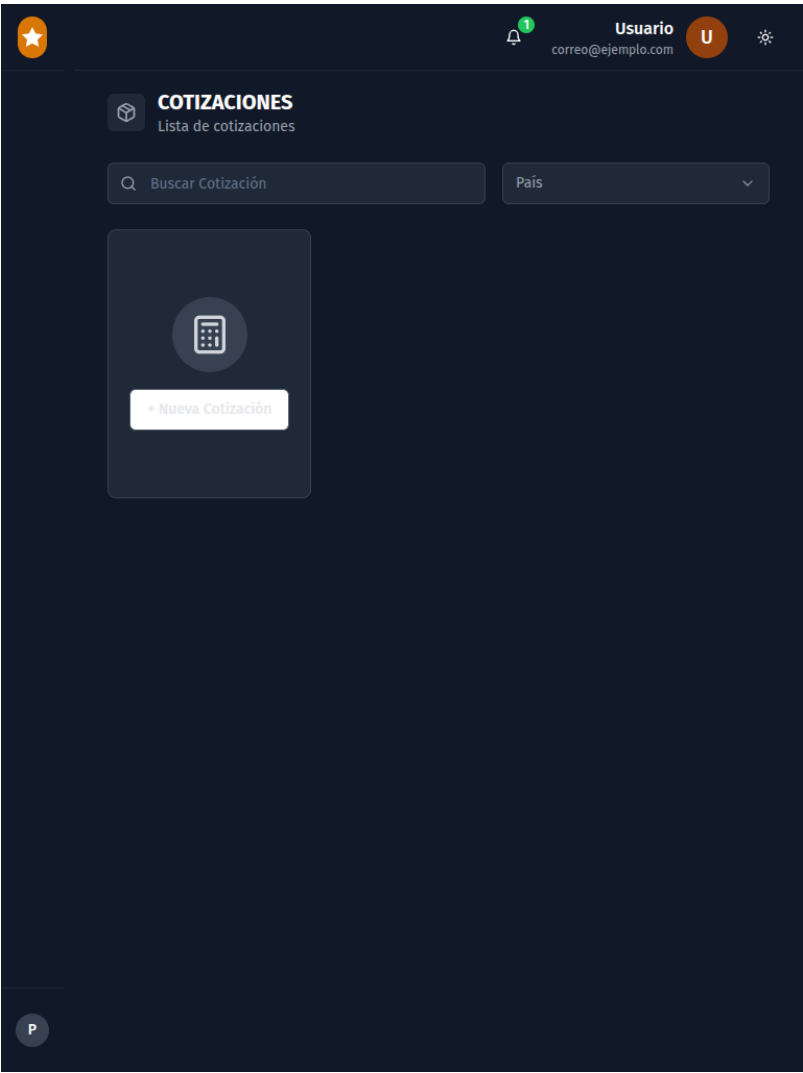 1
Usuario
correo@ejemplo.com
U
COTIZACIONES
Lista de cotizaciones
Buscar Cotización
País
+ Nueva Cotización
P